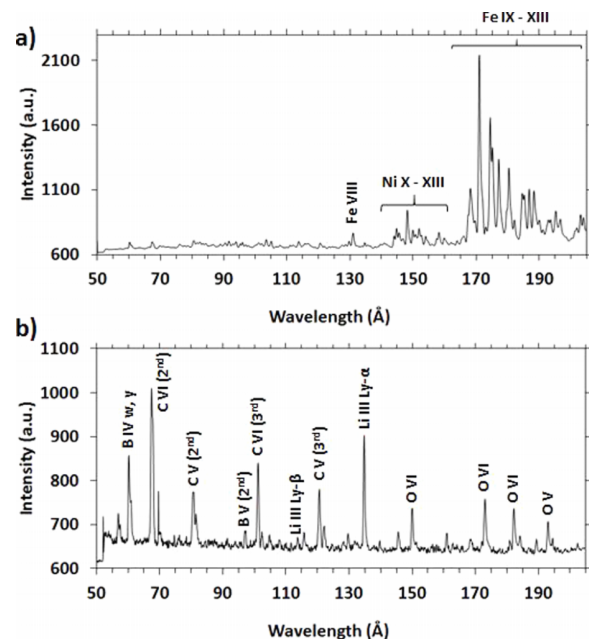 Fe IX - XIII
a)
2100
1600
1100
600
Intensity (a.u.)
Fe VIII
Ni X - XIII
50 70 90 110 130 150 170 190
Wavelength (Å)
b)
1100
1000
900
800
700
600
Intensity (a.u.)
B IV w, y
C VI (2nd)
C V (2nd)
B V (2nd)
C VI (3rd)
Li III Ly-β
C V (3rd)
Li III Ly-α
O VI
O VI
O VI
O V
50 70 90 110 130 150 170 190
Wavelength (Å)